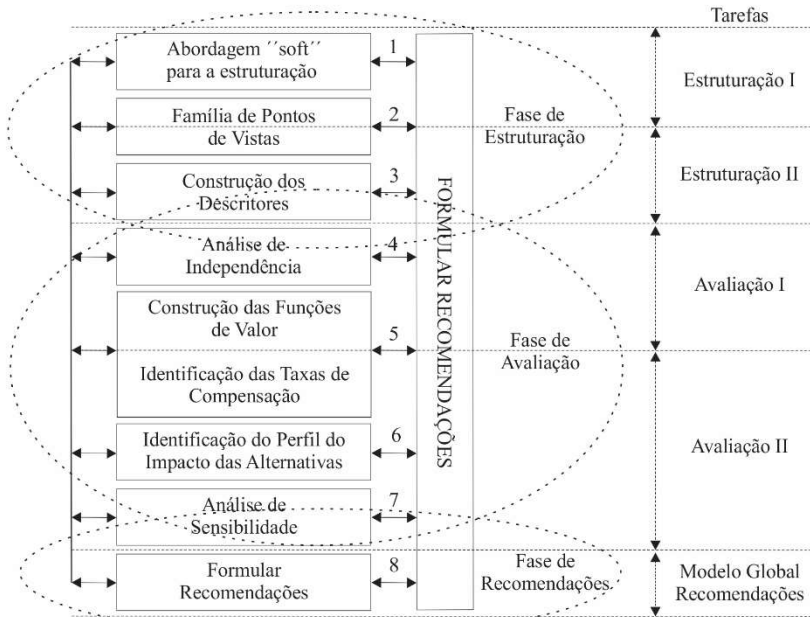 Tarefas
Abordagem ´´soft´´
para a estruturação
1
Estruturação I
Família de Pontos
de Vistas
2
Fase de
Estruturação
Construção dos
Descritores
3
Estruturação II
FORMULAR RECOMENDAÇÕES
Análise de
Independência
4
Avaliação I
Construção das Funções
de Valor
5
Identificação das Taxas de
Compensação
Fase de
Avaliação
Identificação do Perfil do
Impacto das Alternativas
6
Avaliação II
Análise de
Sensibilidade
7
Formular
Recomendações
8
Fase de
Recomendações
Modelo Global
Recomendações